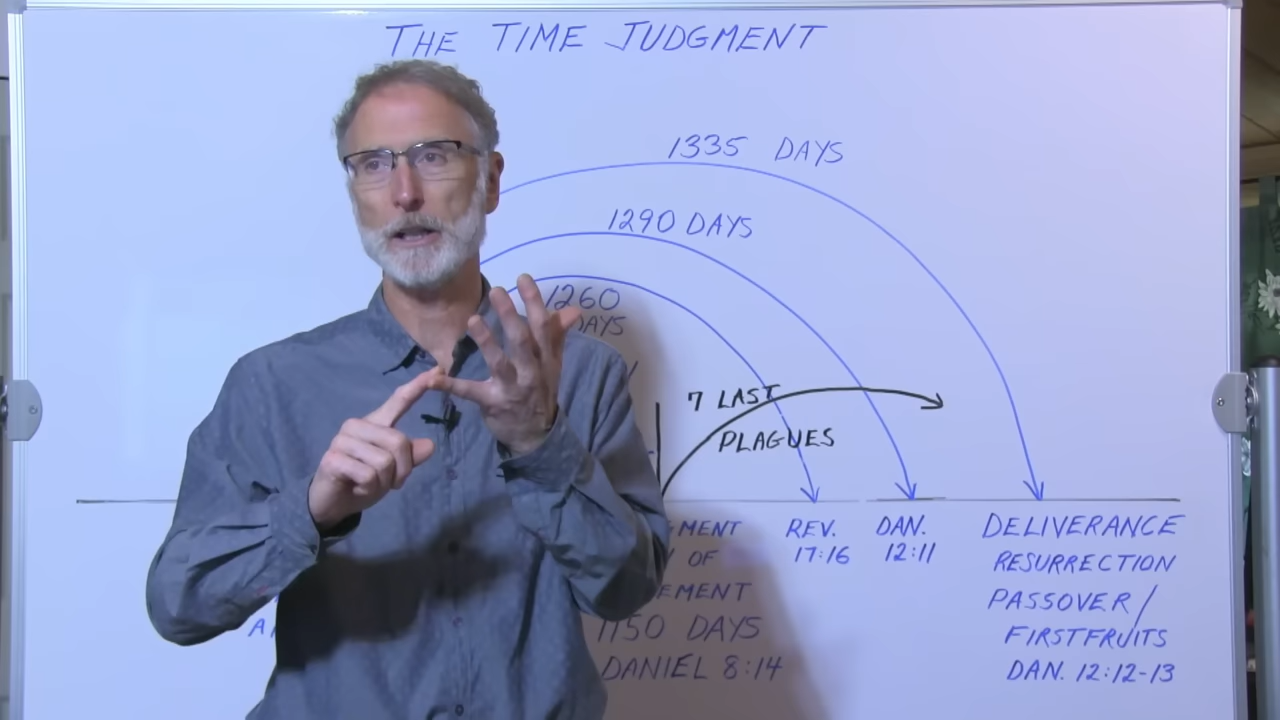 THE TIME JUDGMENT
1335 DAYS
1290 DAYS
1260
DAYS
7 LAST
PLAGUES
REV.
17:16
DAN.
12:11
DELIVERANCE
RESURRECTION
PASSOVER/
FIRSTFRUITS
DAN. 12:12-13
OF
1150 DAYS
DANIEL 8:14